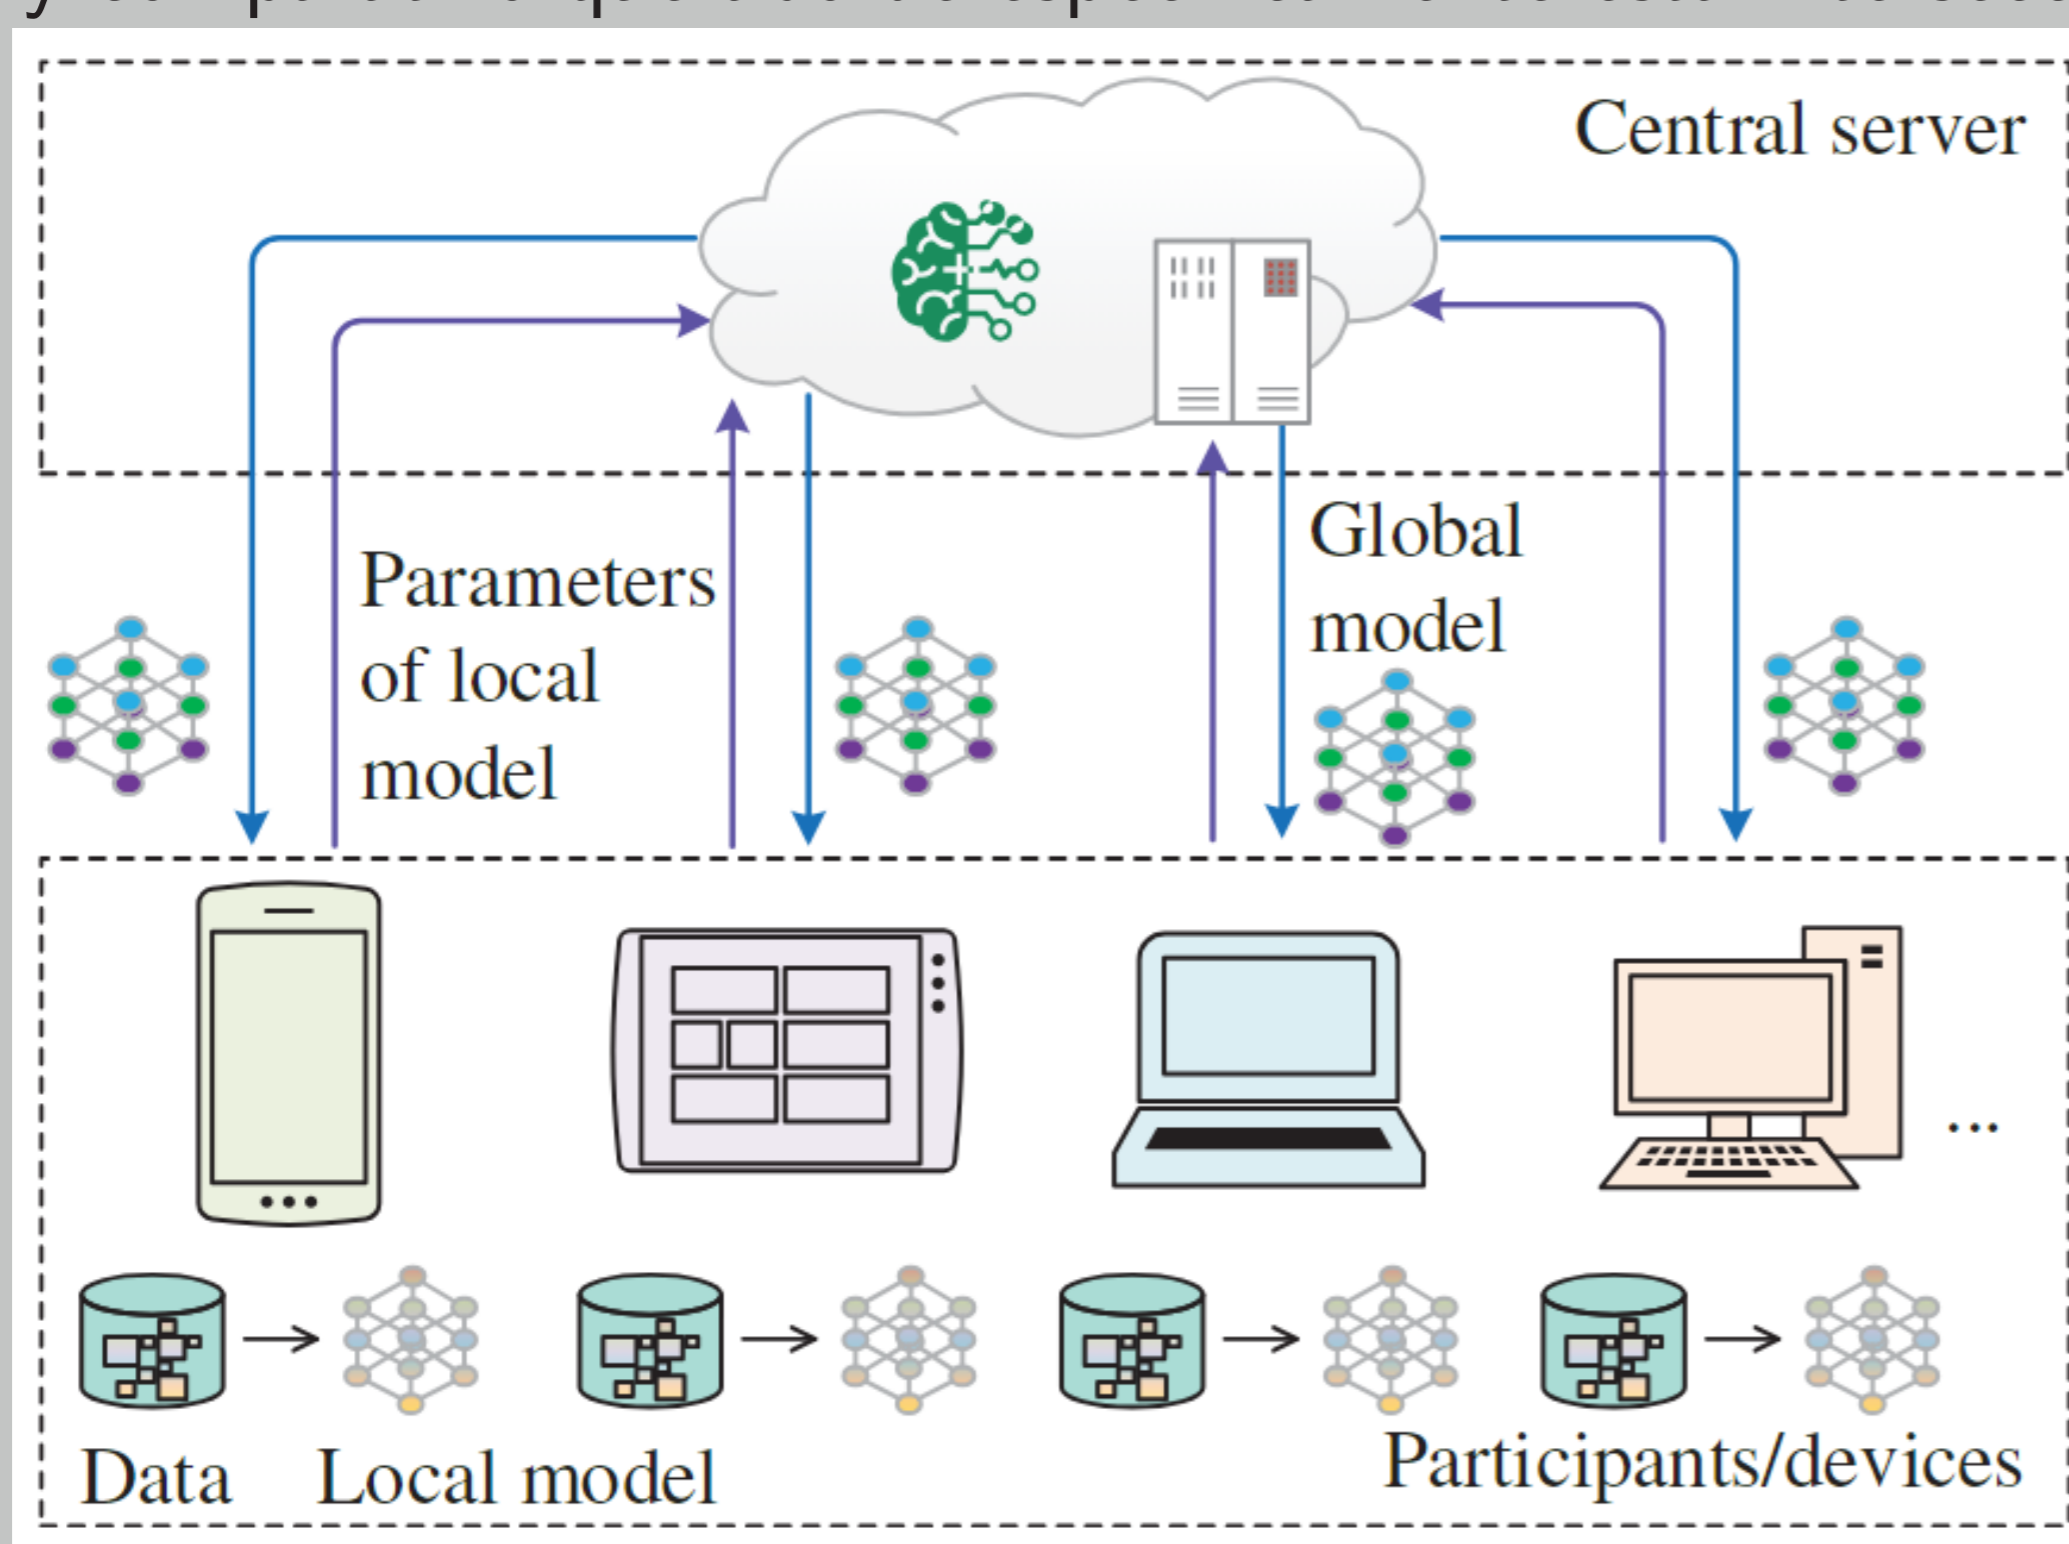 Central server
Parameters
of local
model
Global
model
...
Data
Local model
Participants/devices